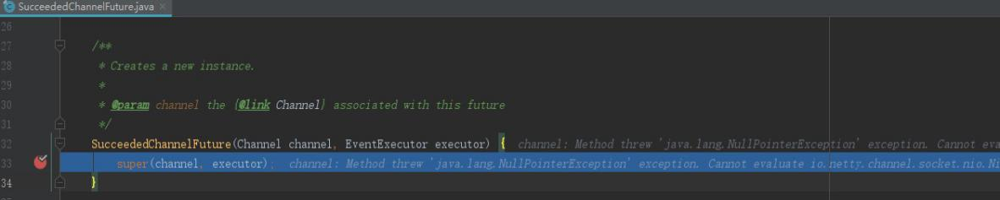 SucceededChannelFuture.java ×
26
27 /**
28 * Creates a new instance.
29 *
30 * @param channel the {@link Channel} associated with this future
31 */
32 SucceededChannelFuture(Channel channel, EventExecutor executor) { channel: Method threw 'java.lang.NullPointerException' exception. Cannot eva
33 super(channel, executor); channel: Method threw 'java.lang.NullPointerException' exception. Cannot evaluate io.netty.channel.socket.nio.Ni
34 }